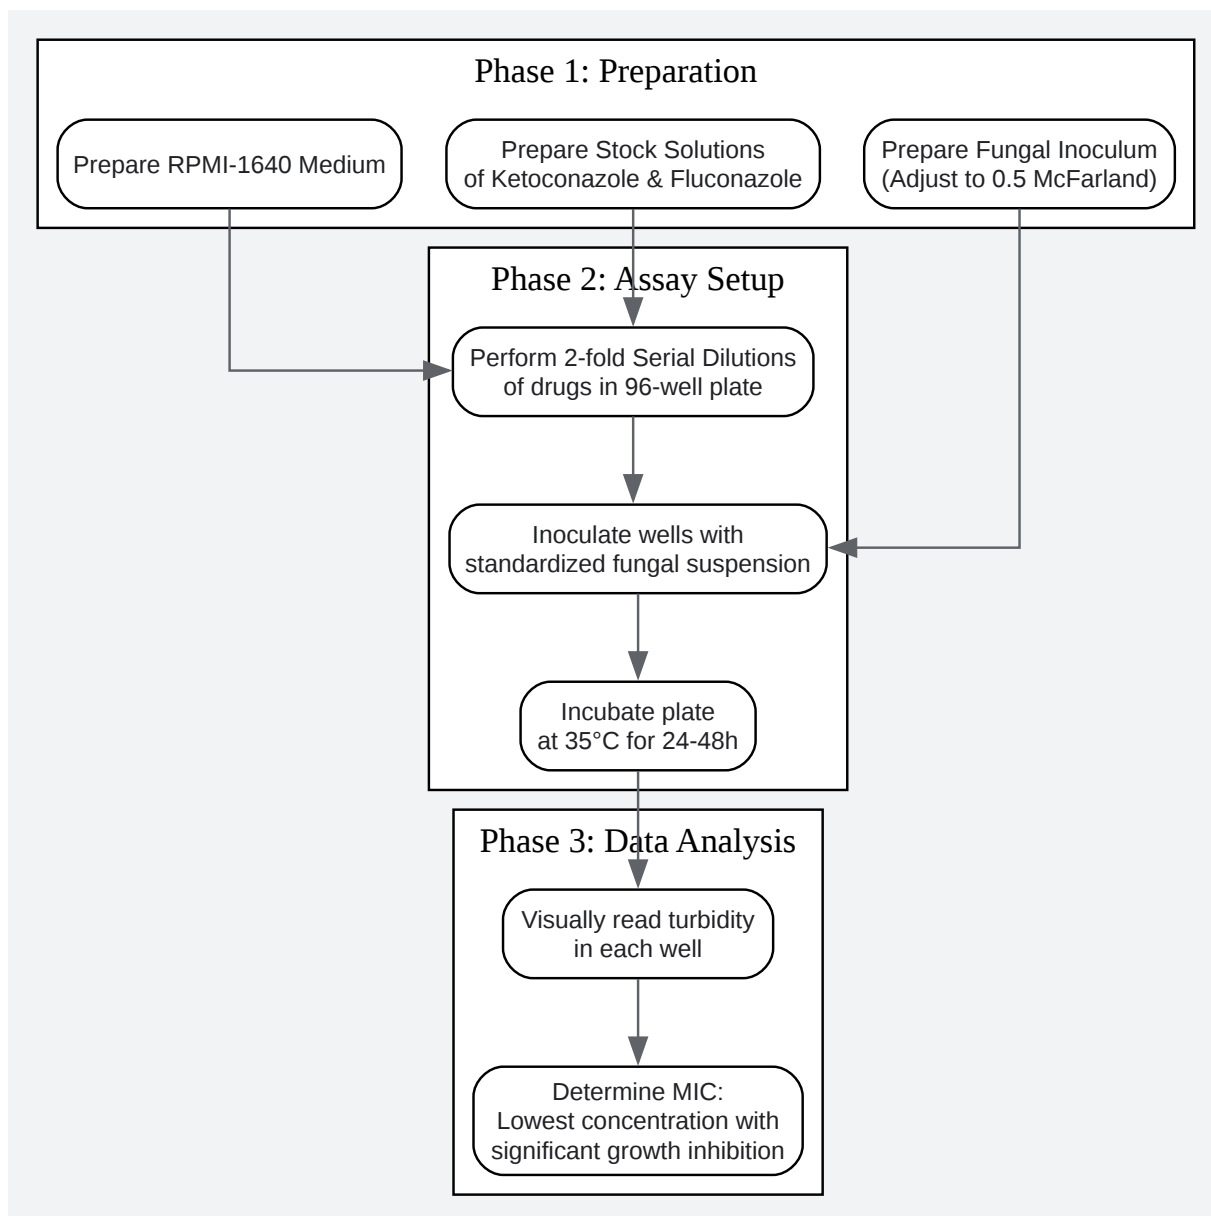 Phase 1: Preparation
Prepare RPMI-1640 Medium
Prepare Stock Solutions
of Ketoconazole & Fluconazole
Prepare Fungal Inoculum
(Adjust to 0.5 McFarland)
Phase 2: Assay Setup
Perform 2-fold Serial Dilutions
of drugs in 96-well plate
Inoculate wells with
standardized fungal suspension
Incubate plate
at 35°C for 24-48h
Phase 3: Data Analysis
Visually read turbidity
in each well
Determine MIC:
Lowest concentration with
significant growth inhibition